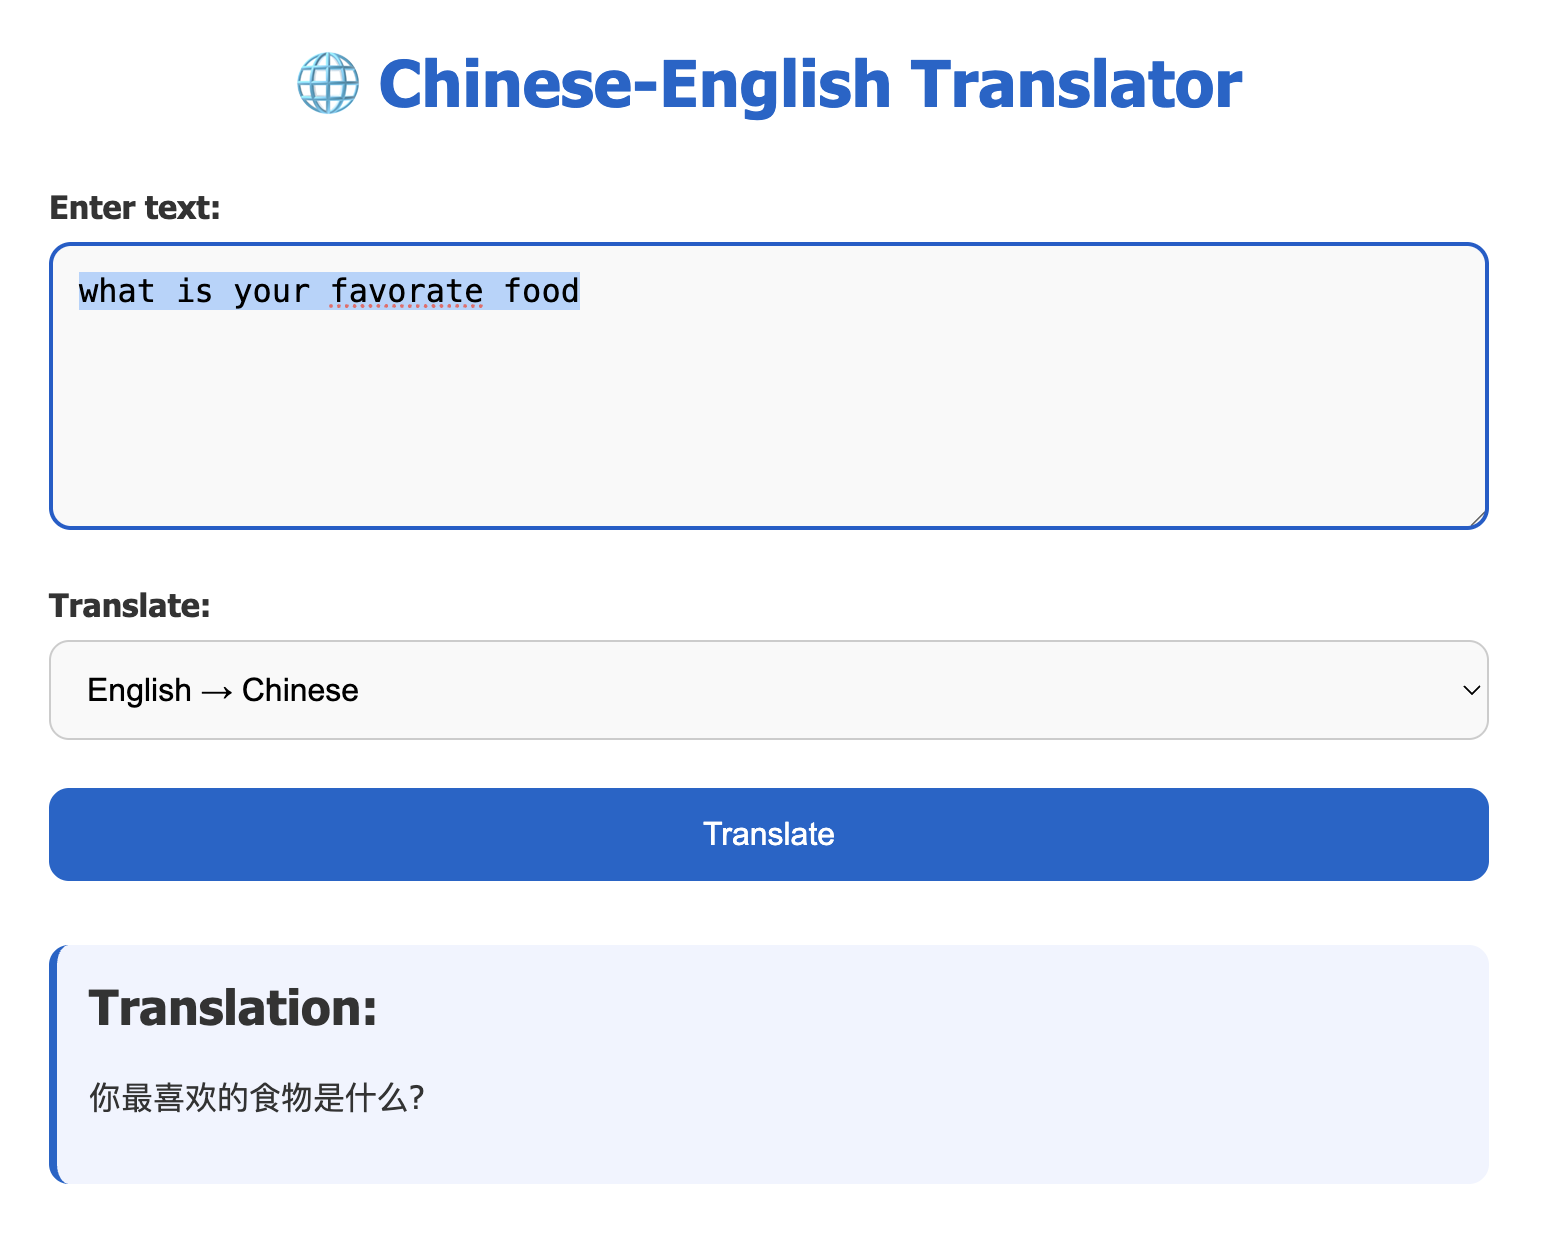 🌐 Chinese-English Translator
Enter text:
what is your favorate food
Translate:
English → Chinese
Translate
Translation:
你最喜欢的食物是什么?